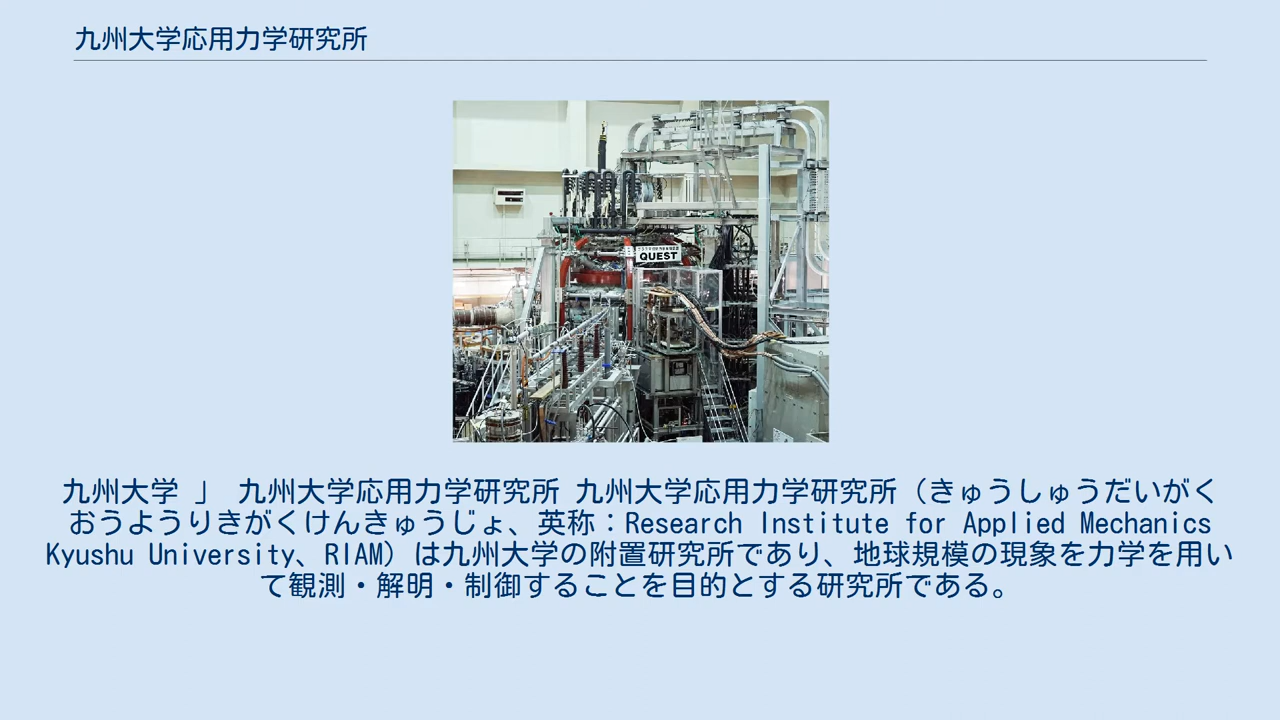 九州大学応用力学研究所
QUEST
九州大学 」 九州大学応用力学研究所 九州大学応用力学研究所（きゅうしゅうだいがく
おうようりきがくけんきゅうじょ、英称：Research Institute for Applied Mechanics
Kyushu University、RIAM）は九州大学の附置研究所であり、地球規模の現象を力学を用い
て観測・解明・制御することを目的とする研究所である。